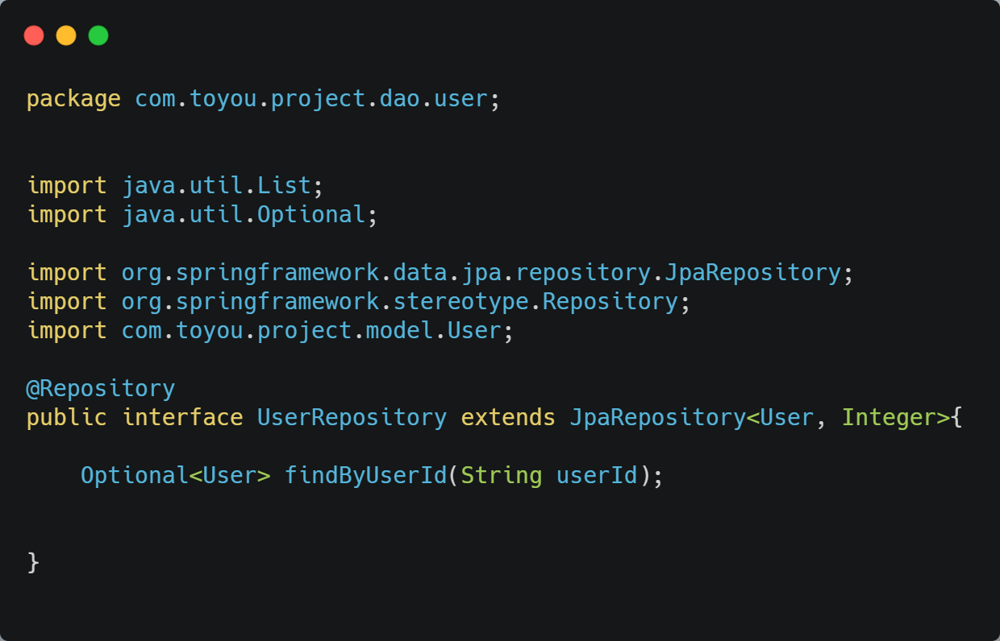 package com.toyou.project.dao.user;
import java.util.List;
import java.util.Optional;
import org.springframework.data.jpa.repository.JpaRepository;
import org.springframework.stereotype.Repository;
import com.toyou.project.model.User;
@Repository
public interface UserRepository extends JpaRepository<User, Integer>{
    Optional<User> findByUserId(String userId);
}